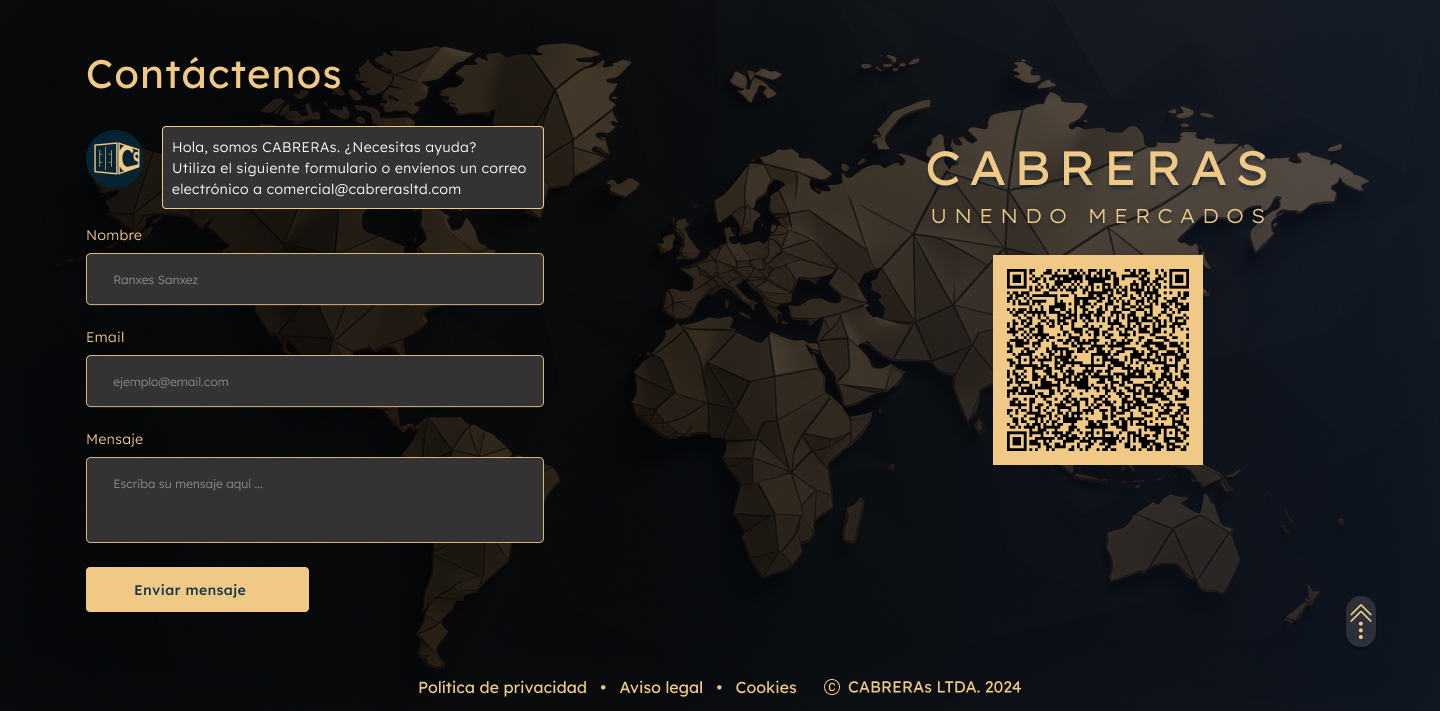 Contáctenos
Hola, somos CABRERAs. ¿Necesitas ayuda?
Utiliza el siguiente formulario o envíenos un correo
electrónico a comercial@cabrerasltd.com
Nombre
Ranxes Sanxez
Email
ejemplo@email.com
Mensaje
Escriba su mensaje aquí ...
Enviar mensaje
CABRERAS
UNENDO MERCADOS
Política de privacidad • Aviso legal • Cookies © CABRERAs LTDA. 2024